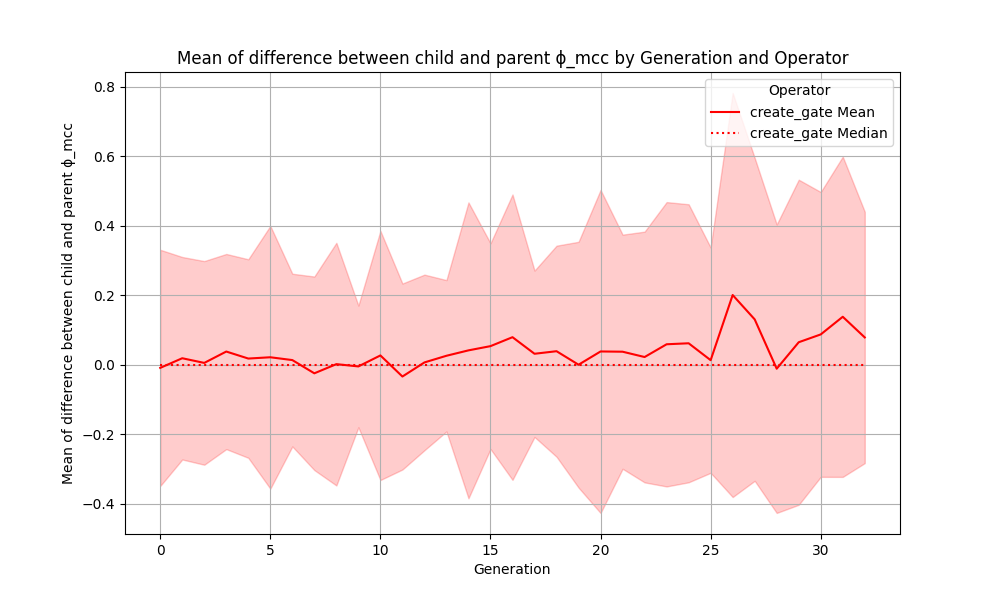 Mean of difference between child and parent ϕ_mcc by Generation and Operator
Mean of difference between child and parent ϕ_mcc
0.8
0.6
0.4
0.2
0.0
−0.2
−0.4
Operator
create_gate Mean
create_gate Median
0 5 10 15 20 25 30
Generation